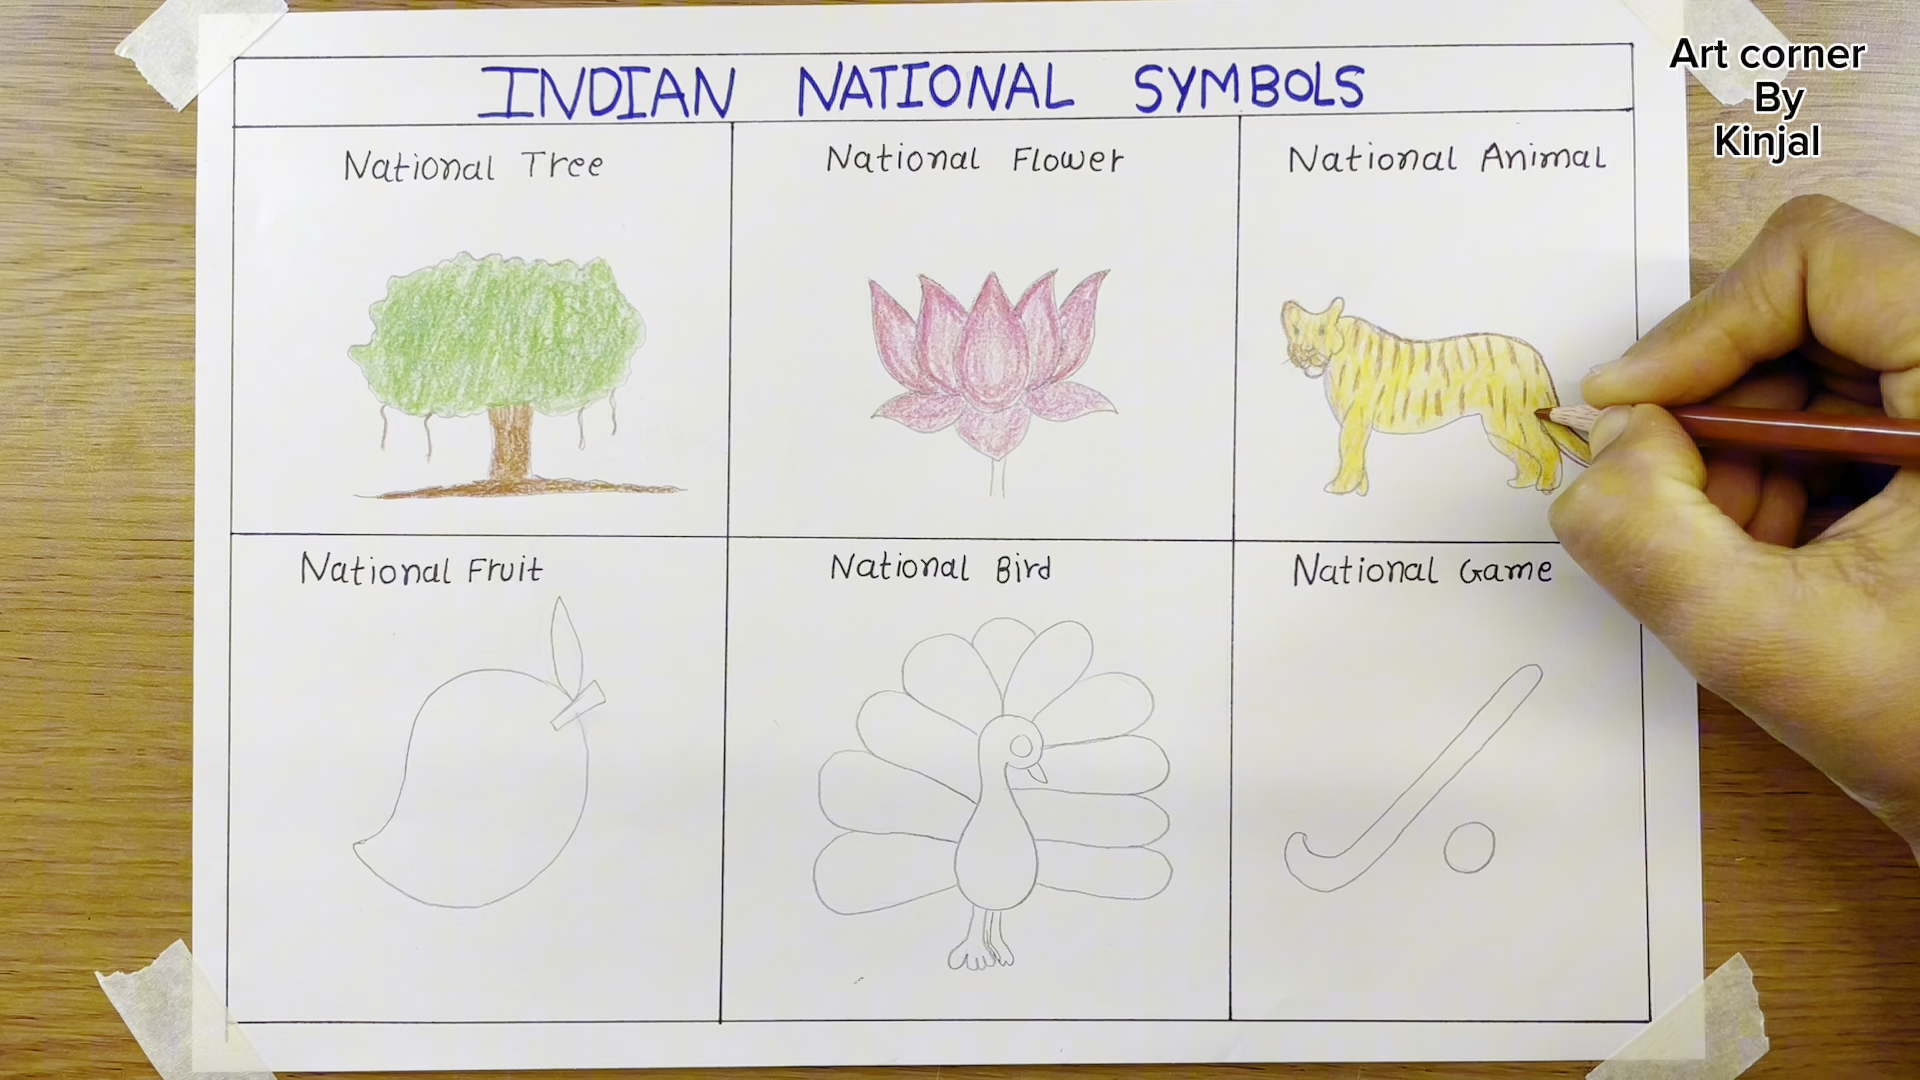 INDIAN NATIONAL SYMBOLS
Art corner
By
Kinjal
National Tree
National Flower
National Animal
National Fruit
National Bird
National Game